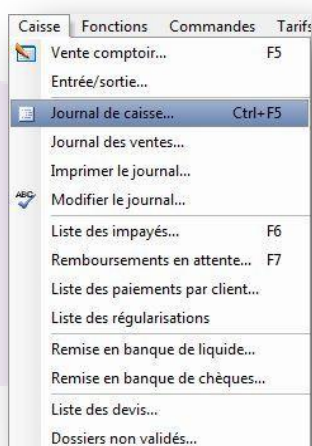 Caisse Fonctions Commandes Tarifs
Vente comptoir... F5
Entrée/sortie...
Journal de caisse... Ctrl+F5
Journal des ventes...
Imprimer le journal...
ABC Modifier le journal...
Liste des impayés... F6
Remboursements en attente... F7
Liste des paiements par client...
Liste des régularisations
Remise en banque de liquide...
Remise en banque de chèques...
Liste des devis...
Dossiers non validés...